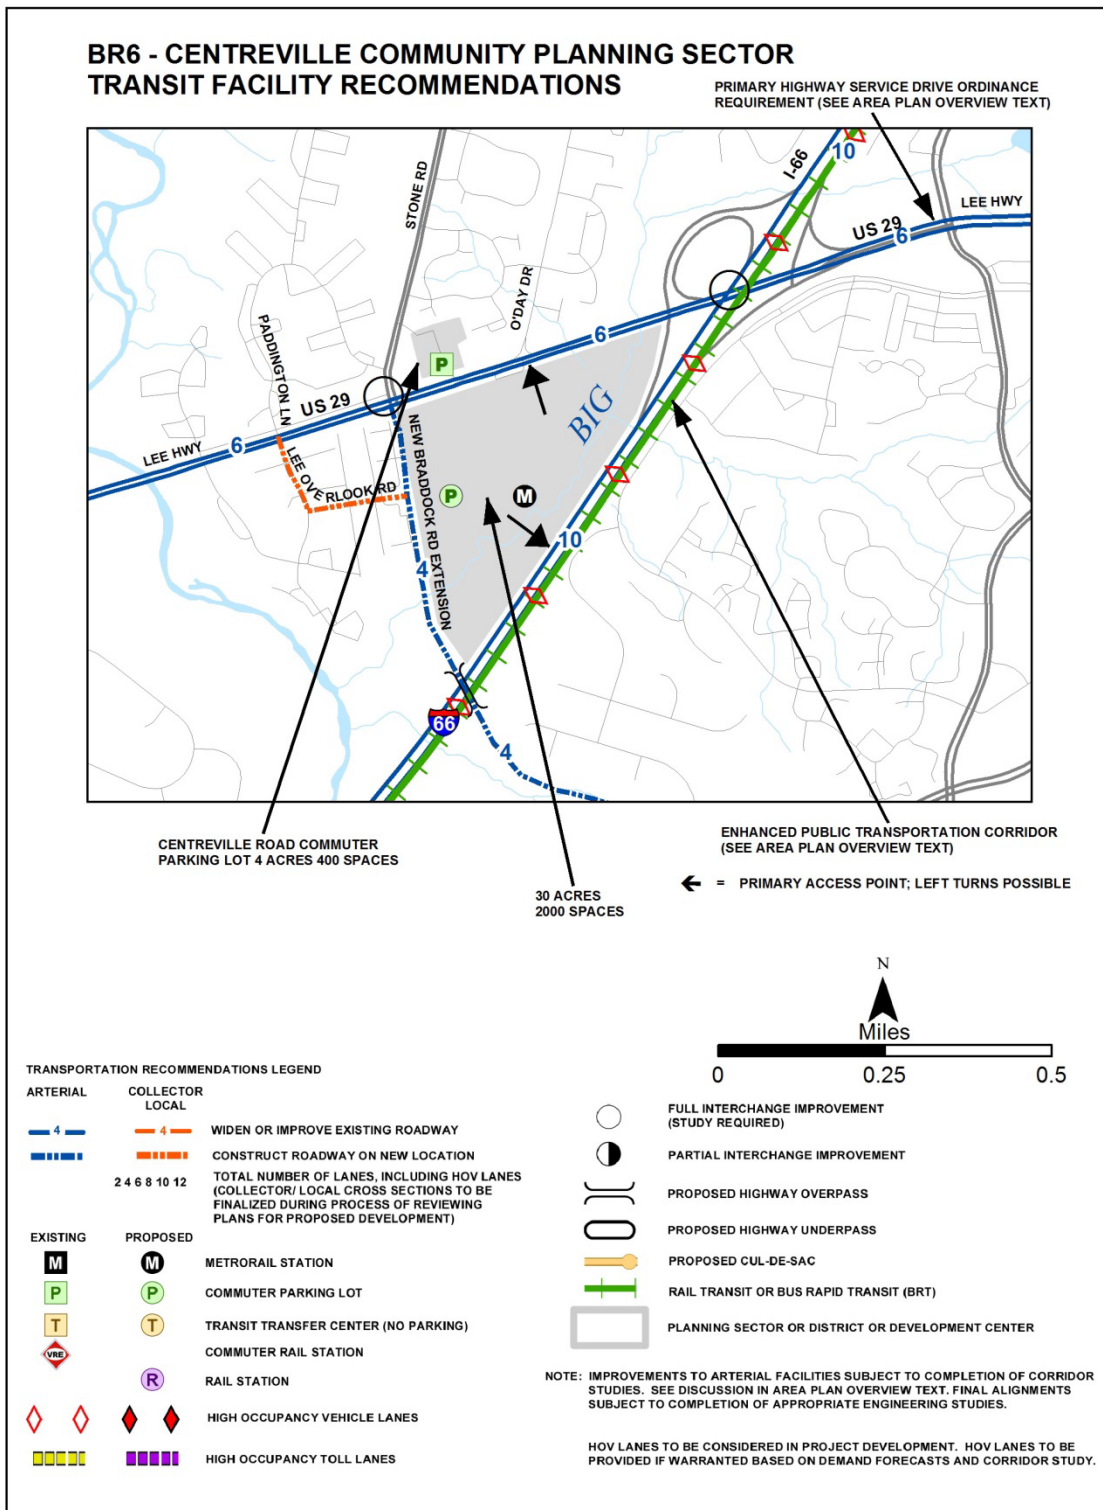 BR6 - CENTREVILLE COMMUNITY PLANNING SECTOR
TRANSIT FACILITY RECOMMENDATIONS
PRIMARY HIGHWAY SERVICE DRIVE ORDINANCE
REQUIREMENT (SEE AREA PLAN OVERVIEW TEXT)
10
I-66
STONE RD
LEE HWY
US 29
6
O'DAY DR
6
P
PADDINGTON LN
US 29
BIG
LEE HWY
6
LEE OVERLOOK RD
NEW BRADDOCK RD EXTENSION
P
M
10
4
66
4
CENTREVILLE ROAD COMMUTER
PARKING LOT 4 ACRES 400 SPACES
ENHANCED PUBLIC TRANSPORTATION CORRIDOR
(SEE AREA PLAN OVERVIEW TEXT)
= PRIMARY ACCESS POINT; LEFT TURNS POSSIBLE
30 ACRES
2000 SPACES
N
Miles
0 0.25 0.5
TRANSPORTATION RECOMMENDATIONS LEGEND
ARTERIAL COLLECTOR
LOCAL
4 4 WIDEN OR IMPROVE EXISTING ROADWAY
CONSTRUCT ROADWAY ON NEW LOCATION
2 4 6 8 10 12 TOTAL NUMBER OF LANES, INCLUDING HOV LANES
(COLLECTOR/ LOCAL CROSS SECTIONS TO BE
FINALIZED DURING PROCESS OF REVIEWING
PLANS FOR PROPOSED DEVELOPMENT)
EXISTING PROPOSED
M M METRORAIL STATION
P P COMMUTER PARKING LOT
T T TRANSIT TRANSFER CENTER (NO PARKING)
VRE COMMUTER RAIL STATION
R RAIL STATION
HIGH OCCUPANCY VEHICLE LANES
HIGH OCCUPANCY TOLL LANES
FULL INTERCHANGE IMPROVEMENT
(STUDY REQUIRED)
PARTIAL INTERCHANGE IMPROVEMENT
PROPOSED HIGHWAY OVERPASS
PROPOSED HIGHWAY UNDERPASS
PROPOSED CUL-DE-SAC
RAIL TRANSIT OR BUS RAPID TRANSIT (BRT)
PLANNING SECTOR OR DISTRICT OR DEVELOPMENT CENTER
NOTE: IMPROVEMENTS TO ARTERIAL FACILITIES SUBJECT TO COMPLETION OF CORRIDOR
STUDIES. SEE DISCUSSION IN AREA PLAN OVERVIEW TEXT. FINAL ALIGNMENTS
SUBJECT TO COMPLETION OF APPROPRIATE ENGINEERING STUDIES.
HOV LANES TO BE CONSIDERED IN PROJECT DEVELOPMENT. HOV LANES TO BE
PROVIDED IF WARRANTED BASED ON DEMAND FORECASTS AND CORRIDOR STUDY.